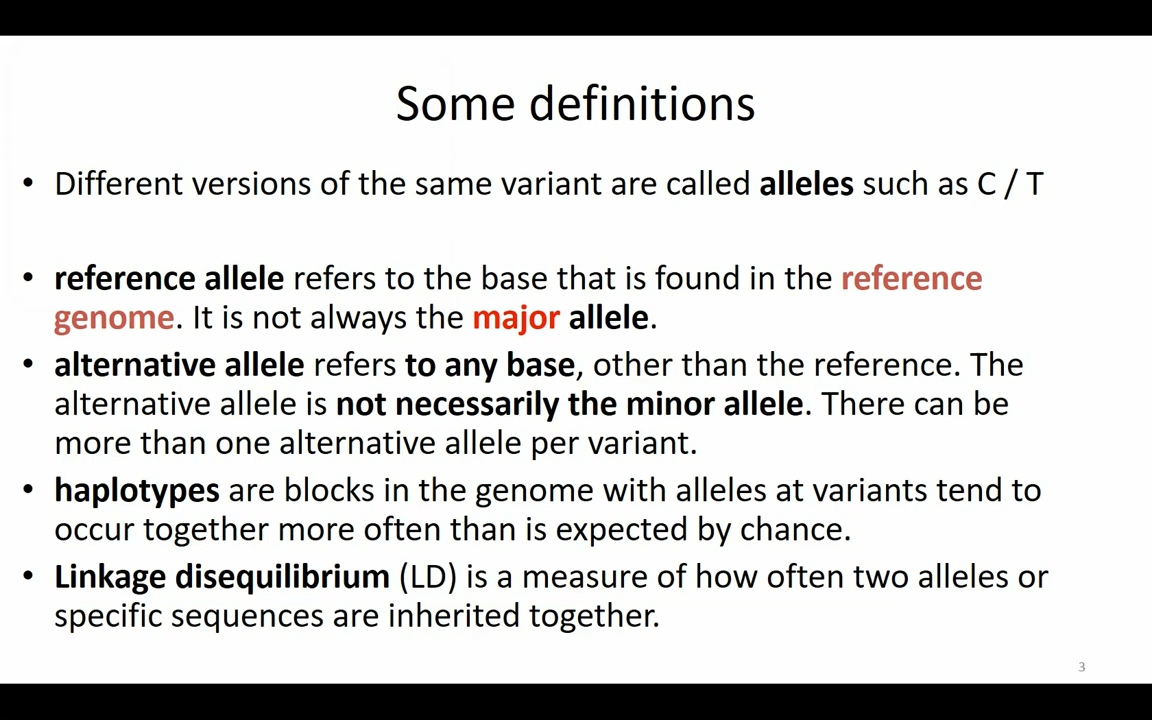 Some definitions
• Different versions of the same variant are called alleles such as C / T
• reference allele refers to the base that is found in the reference
genome. It is not always the major allele.
• alternative allele refers to any base, other than the reference. The
alternative allele is not necessarily the minor allele. There can be
more than one alternative allele per variant.
• haplotypes are blocks in the genome with alleles at variants tend to
occur together more often than is expected by chance.
• Linkage disequilibrium (LD) is a measure of how often two alleles or
specific sequences are inherited together.
3